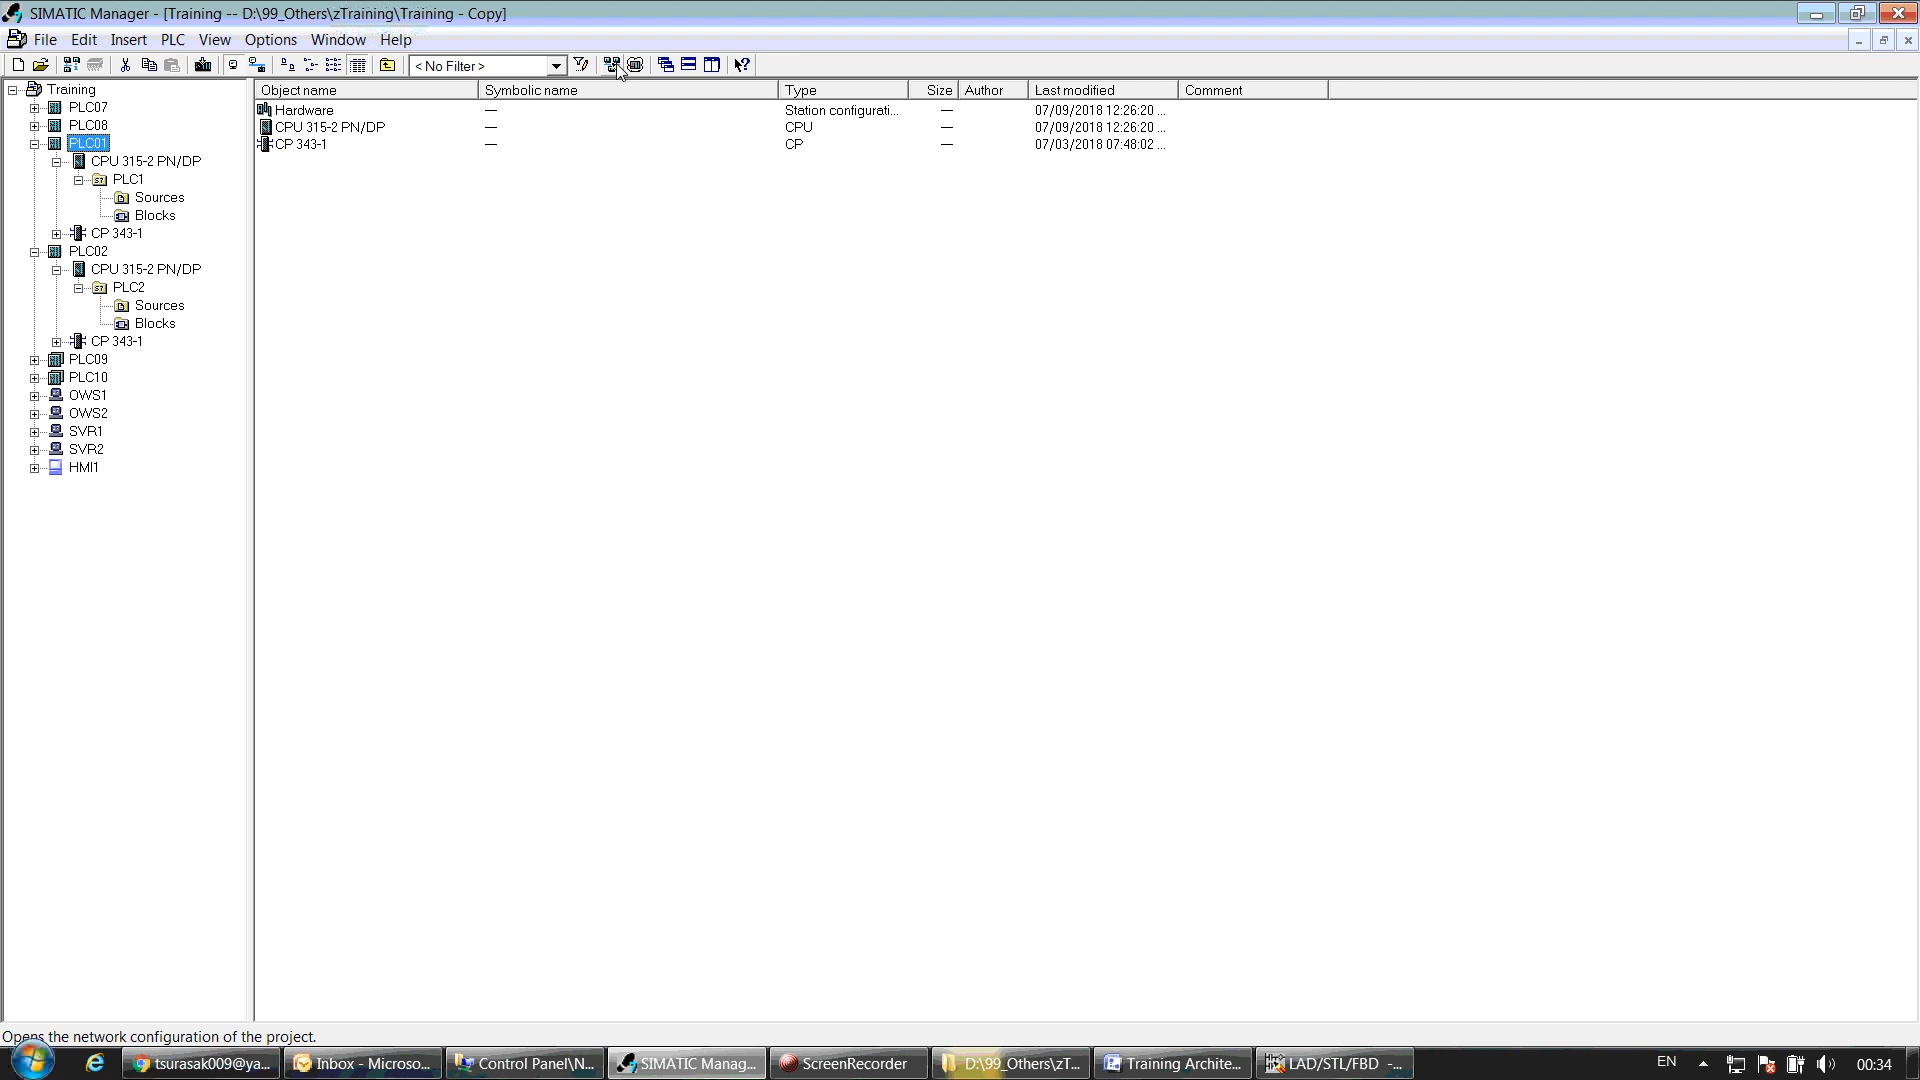 SIMATIC Manager - [Training -- D:\99_Others\zTraining\Training - Copy]
File Edit Insert PLC View Options Window Help
< No Filter >
Training
PLC07
PLC08
PLC01
CPU 315-2 PN/DP
PLC1
Sources
Blocks
CP 343-1
PLC02
CPU 315-2 PN/DP
PLC2
Sources
Blocks
CP 343-1
PLC09
PLC10
OWS1
OWS2
SVR1
SVR2
HMI1
Object name Symbolic name Type Size Author Last modified Comment
Hardware — Station configurati... — 07/09/2018 12:26:20 ...
CPU 315-2 PN/DP — CPU — 07/09/2018 12:26:20 ...
CP 343-1 — CP — 07/03/2018 07:48:02 ...
Opens the network configuration of the project.
tsurasak009@ya... Inbox - Microso... Control Panel\N... SIMATIC Manag... ScreenRecorder D:\99_Others\zT... Training Archite... LAD/STL/FBD -... EN 00:34